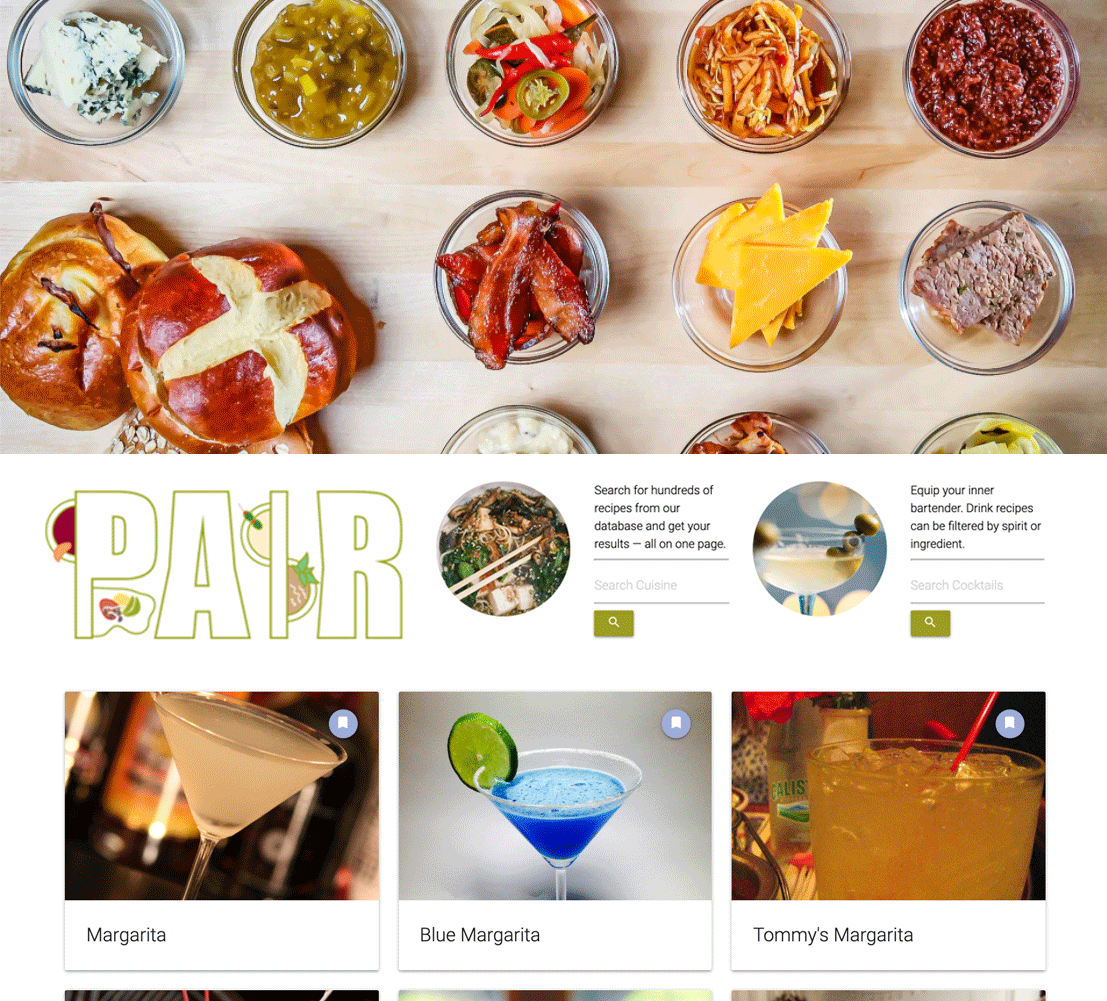 PAIR
Search for hundreds of
recipes from our
database and get your
results — all on one page.
Search Cuisine
Equip your inner
bartender. Drink recipes
can be filtered by spirit or
ingredient.
Search Cocktails
CALIS
Margarita
Blue Margarita
Tommy's Margarita